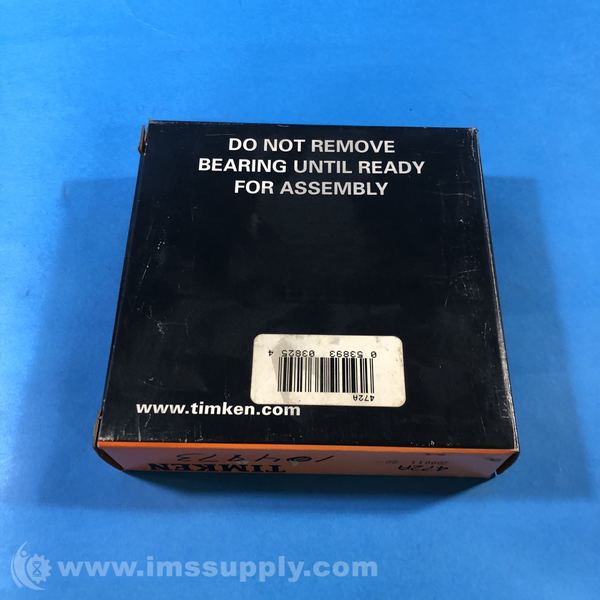 DO NOT REMOVE
BEARING UNTIL READY
FOR ASSEMBLY
472A
0 53893 03825 4
www.timken.com
TIMKEN
104973
472A
www.imssupply.com